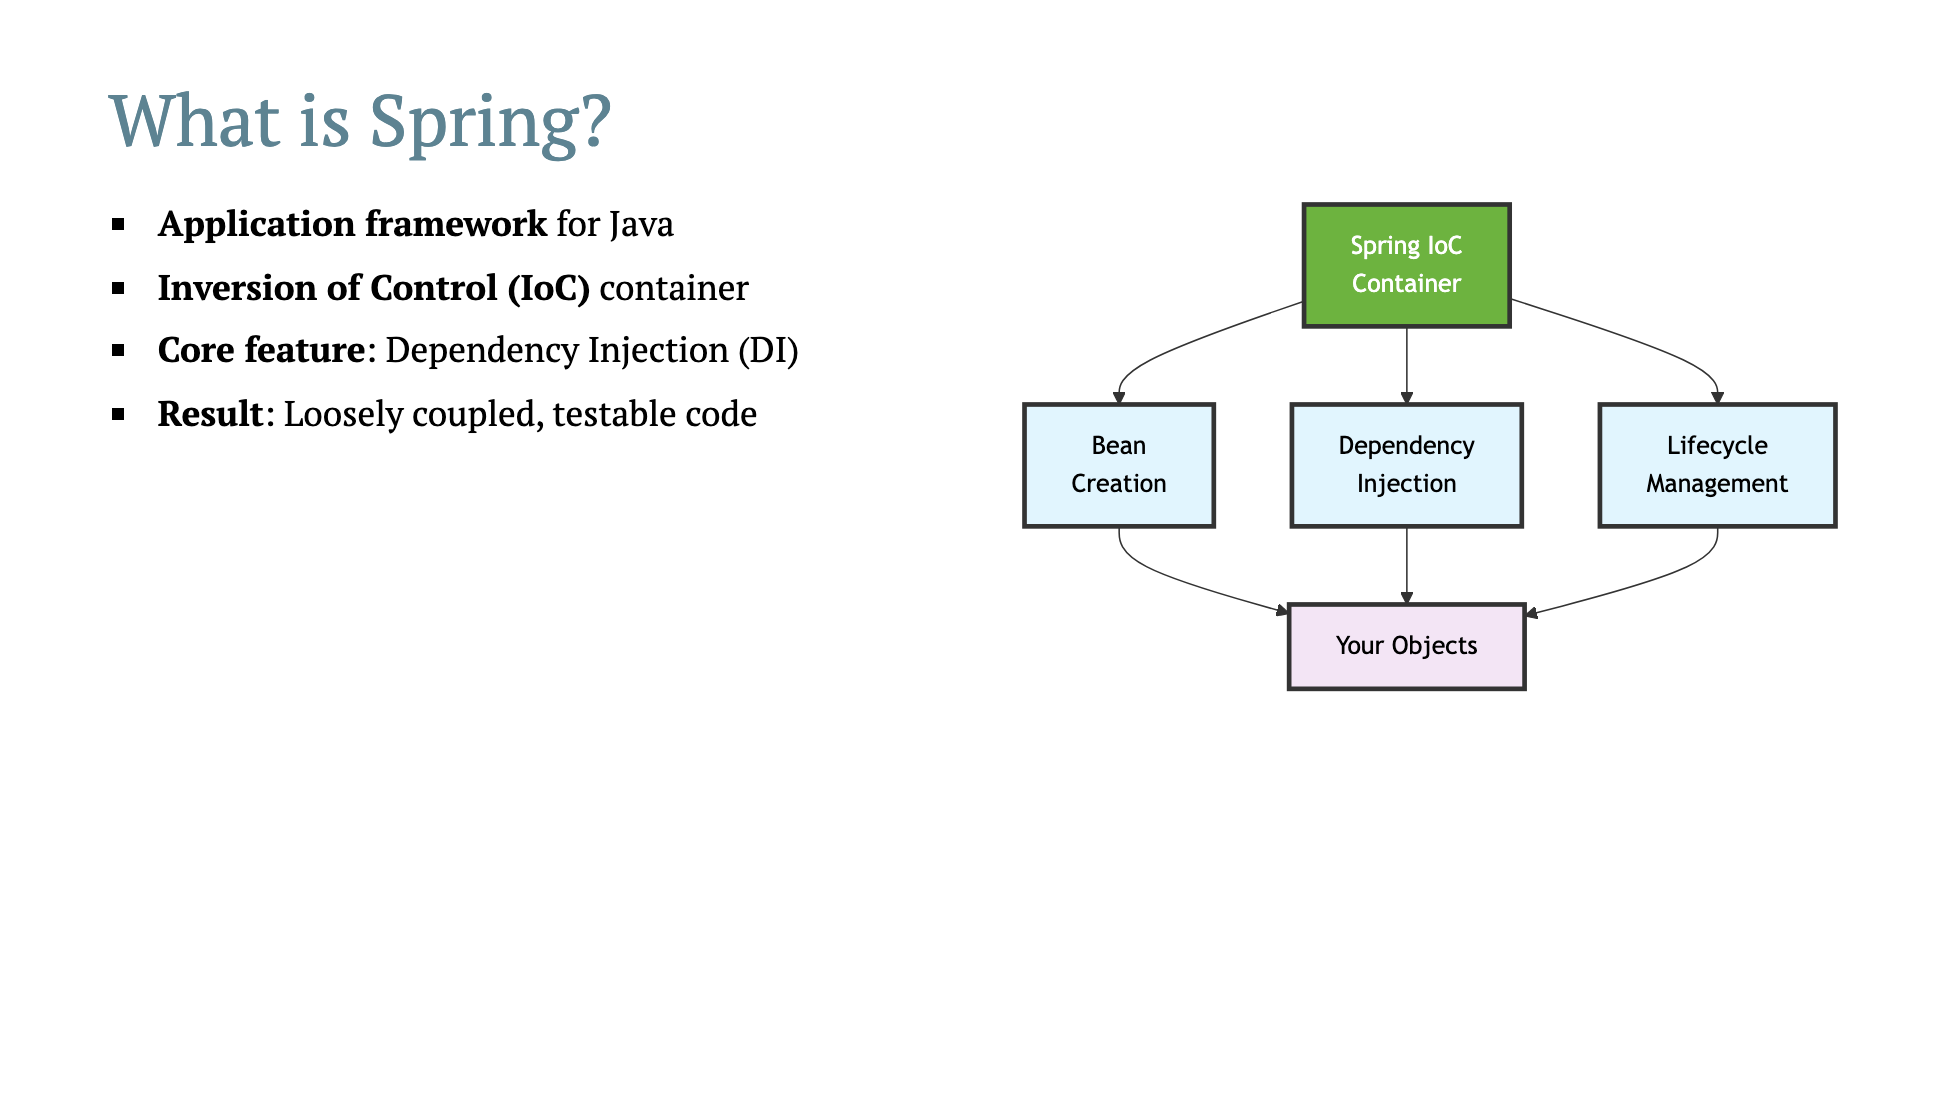 What is Spring?
Application framework for Java
Inversion of Control (IoC) container
Core feature: Dependency Injection (DI)
Result: Loosely coupled, testable code
Spring IoC
Container
Bean
Creation
Dependency
Injection
Lifecycle
Management
Your Objects